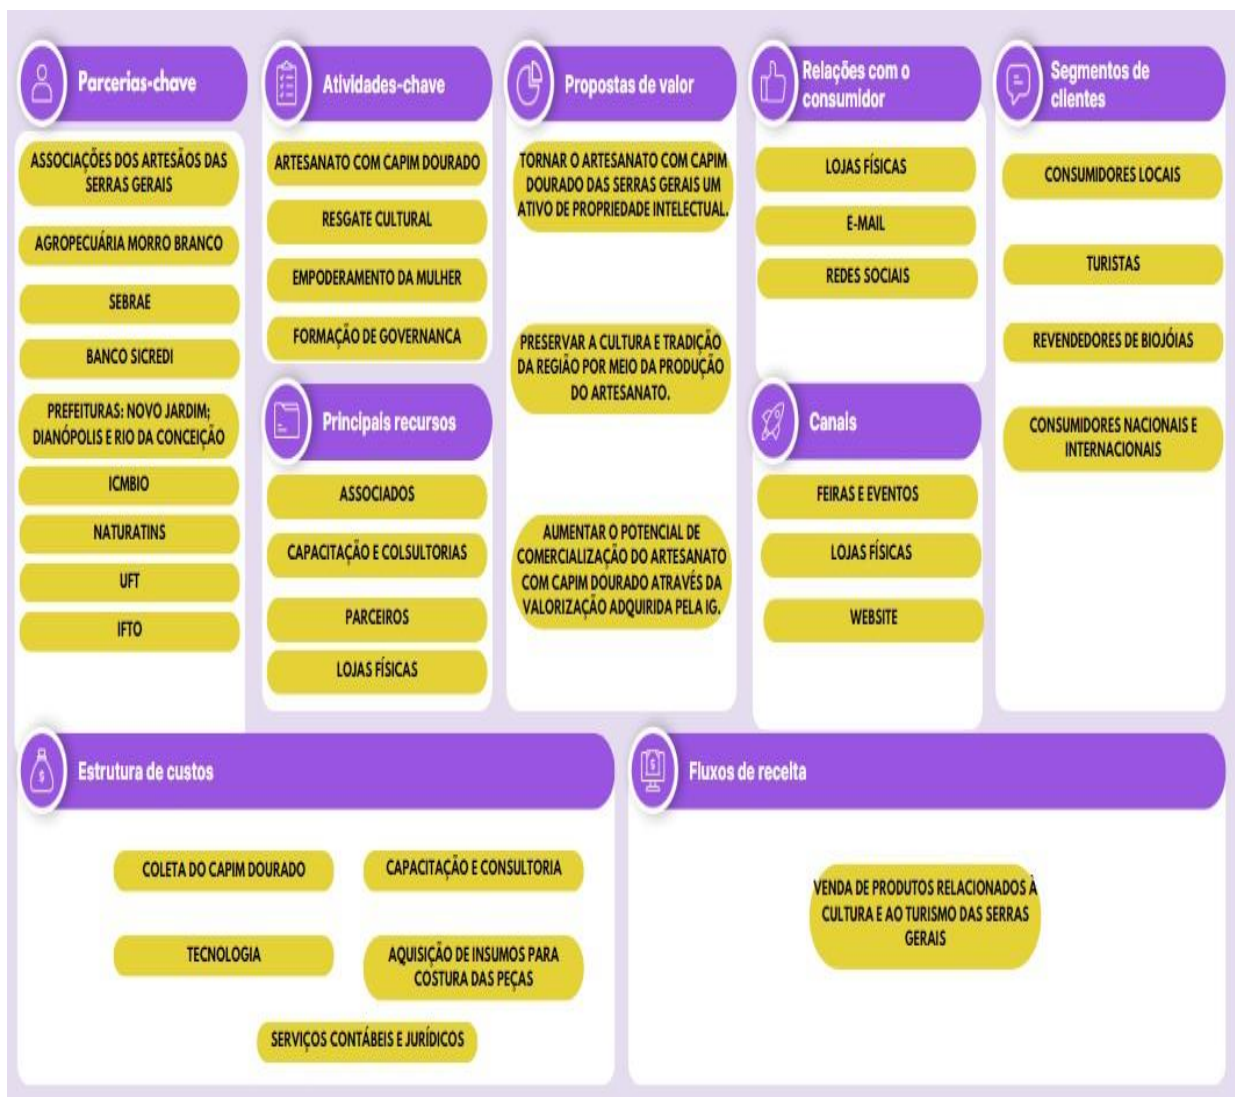 Parcerias-chave
ASSOCIAÇÕES DOS ARTESÃOS DAS
SERRAS GERAIS
AGROPECUÁRIA MORRO BRANCO
SEBRAE
BANCO SICREDI
PREFEITURAS: NOVO JARDIM;
DIANÓPOLIS E RIO DA CONCEIÇÃO
ICMBIO
NATURATINS
UFT
IFTO
Atividades-chave
ARTESANATO COM CAPIM DOURADO
RESGATE CULTURAL
EMPODERAMENTO DA MULHER
FORMAÇÃO DE GOVERNANCA
Principais recursos
ASSOCIADOS
CAPACITAÇÃO E COLSULTORIAS
PARCEIROS
LOJAS FÍSICAS
Propostas de valor
TORNAR O ARTESANATO COM CAPIM
DOURADO DAS SERRAS GERAIS UM
ATIVO DE PROPRIEDADE INTELECTUAL.
PRESERVAR A CULTURA E TRADIÇÃO
DA REGIÃO POR MEIO DA PRODUÇÃO
DO ARTESANATO.
AUMENTAR O POTENCIAL DE
COMERCIALIZAÇÃO DO ARTESANATO
COM CAPIM DOURADO ATRAVÉS DA
VALORIZAÇÃO ADQUIRIDA PELA IG.
Relações com o
consumidor
LOJAS FÍSICAS
E-MAIL
REDES SOCIAIS
Canais
FEIRAS E EVENTOS
LOJAS FÍSICAS
WEBSITE
Segmentos de
clientes
CONSUMIDORES LOCAIS
TURISTAS
REVENDEDORES DE BIOJÓIAS
CONSUMIDORES NACIONAIS E
INTERNACIONAIS
Estrutura de custos
COLETA DO CAPIM DOURADO
CAPACITAÇÃO E CONSULTORIA
TECNOLOGIA
AQUISIÇÃO DE INSUMOS PARA
COSTURA DAS PEÇAS
SERVIÇOS CONTÁBEIS E JURÍDICOS
Fluxos de receita
VENDA DE PRODUTOS RELACIONADOS À
CULTURA E AO TURISMO DAS SERRAS
GERAIS